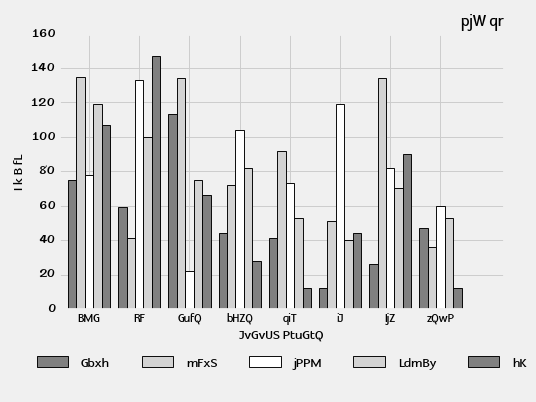 pjW qr
160
140
120
100
80
60
40
20
0
I k B fL
BMG RF GufQ bHZQ qiT iJ IjZ zQwP
JvGvUS PtuGtQ
Gbxh mFxS jPPM LdmBy hK